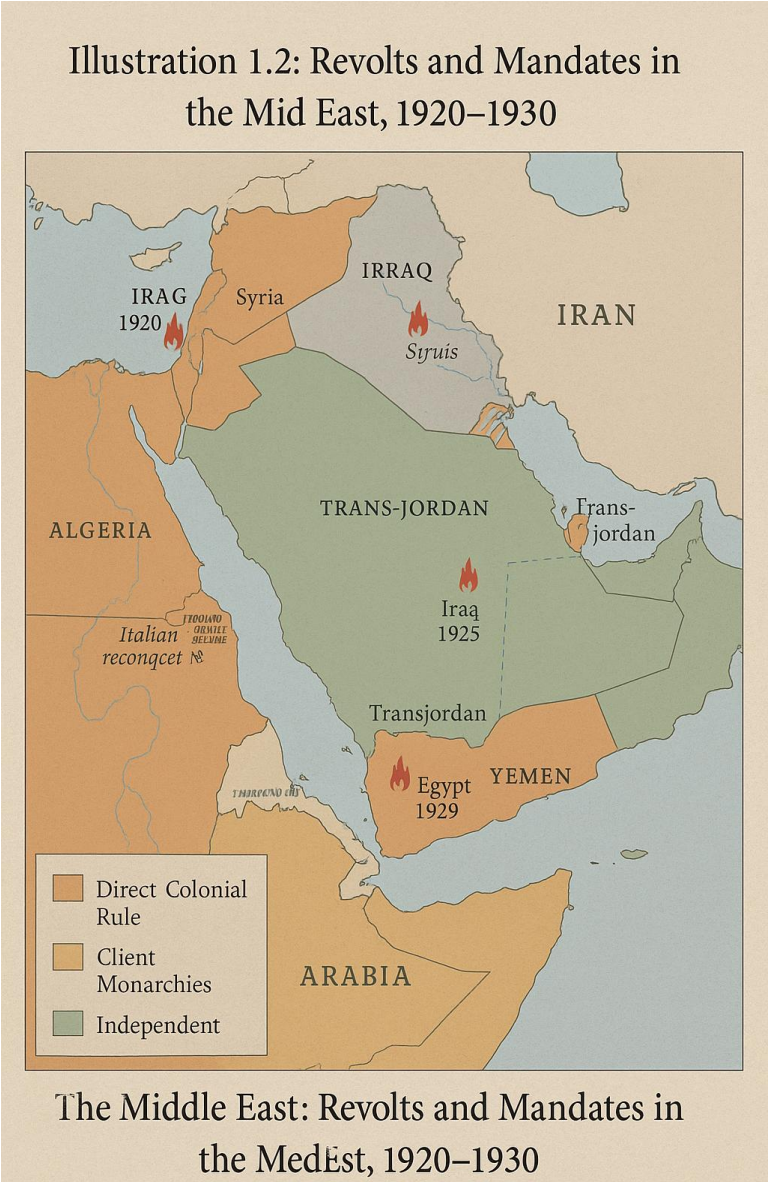 Illustration 1.2: Revolts and Mandates in
the Mid East, 1920–1930
IRAG
1920
Syria
IRRAQ
Sıruis
IRAN
ALGERIA
TRANS-JORDAN
Frans-
jordan
Iraq
1925
Italian
reconqcet
Transjordan
Egypt
1929
YEMEN
ARABIA
Direct Colonial
Rule
Client
Monarchies
Independent
The Middle East: Revolts and Mandates in
the MedEst, 1920–1930